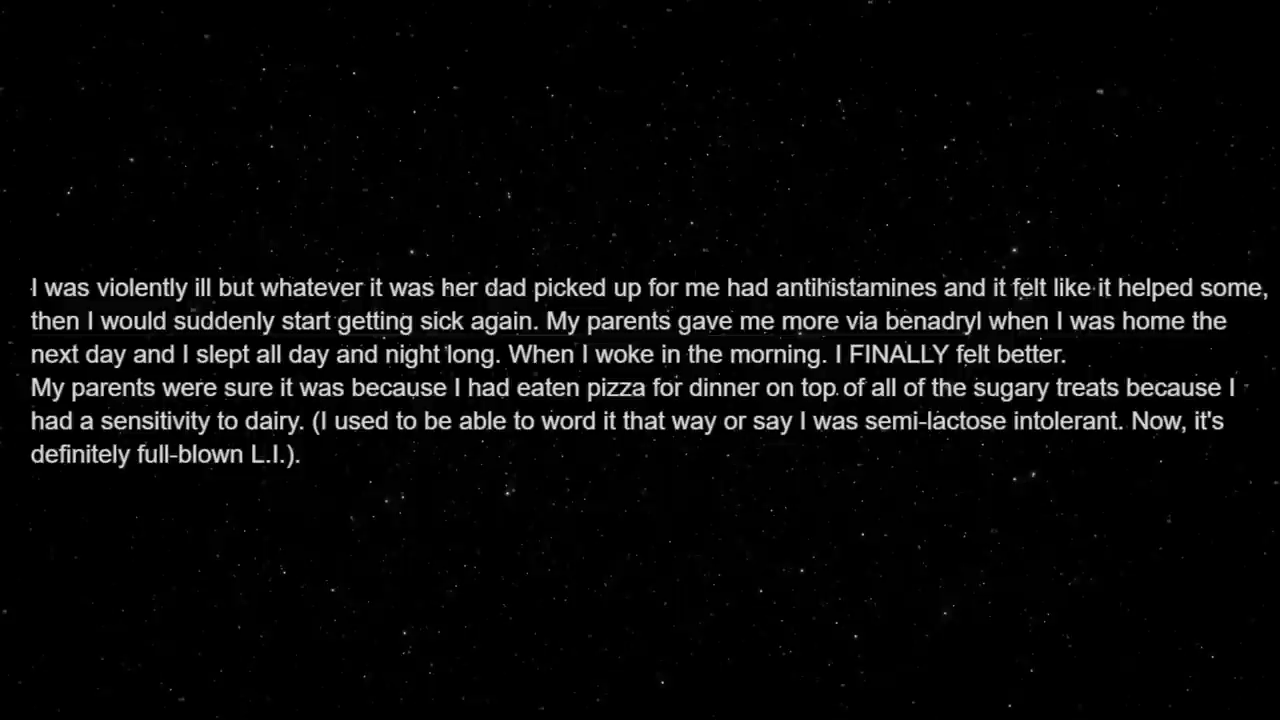 I was violently ill but whatever it was her dad picked up for me had antihistamines and it felt like it helped some,
then I would suddenly start getting sick again. My parents gave me more via benadryl when I was home the
next day and I slept all day and night long. When I woke in the morning. I FINALLY felt better.
My parents were sure it was because I had eaten pizza for dinner on top of all of the sugary treats because I
had a sensitivity to dairy. (I used to be able to word it that way or say I was semi-lactose intolerant. Now, it's
definitely full-blown L.I.).